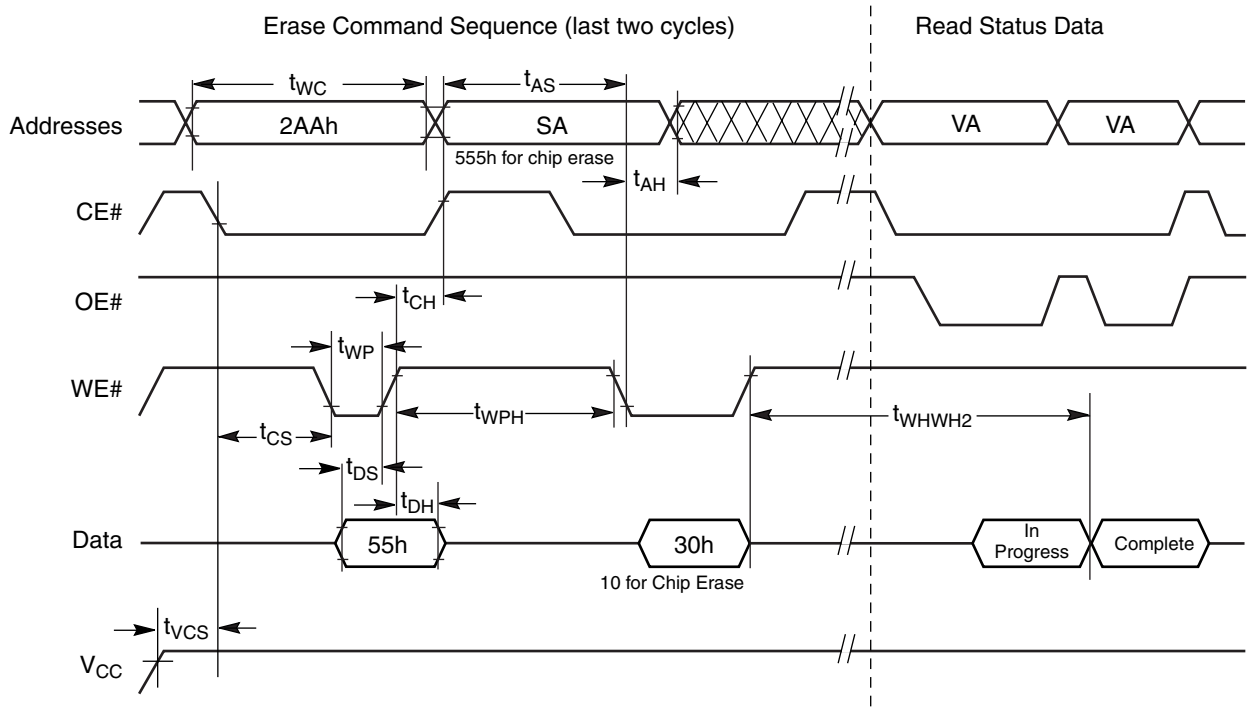 Erase Command Sequence (last two cycles)
Read Status Data
tWC
tAS
Addresses
2AAh
SA
VA
VA
555h for chip erase
tAH
CE#
tCH
OE#
tWP
WE#
tWPH
tWHWH2
tCS
tDS
tDH
Data
55h
30h
In
Progress
Complete
10 for Chip Erase
tVCS
VCC